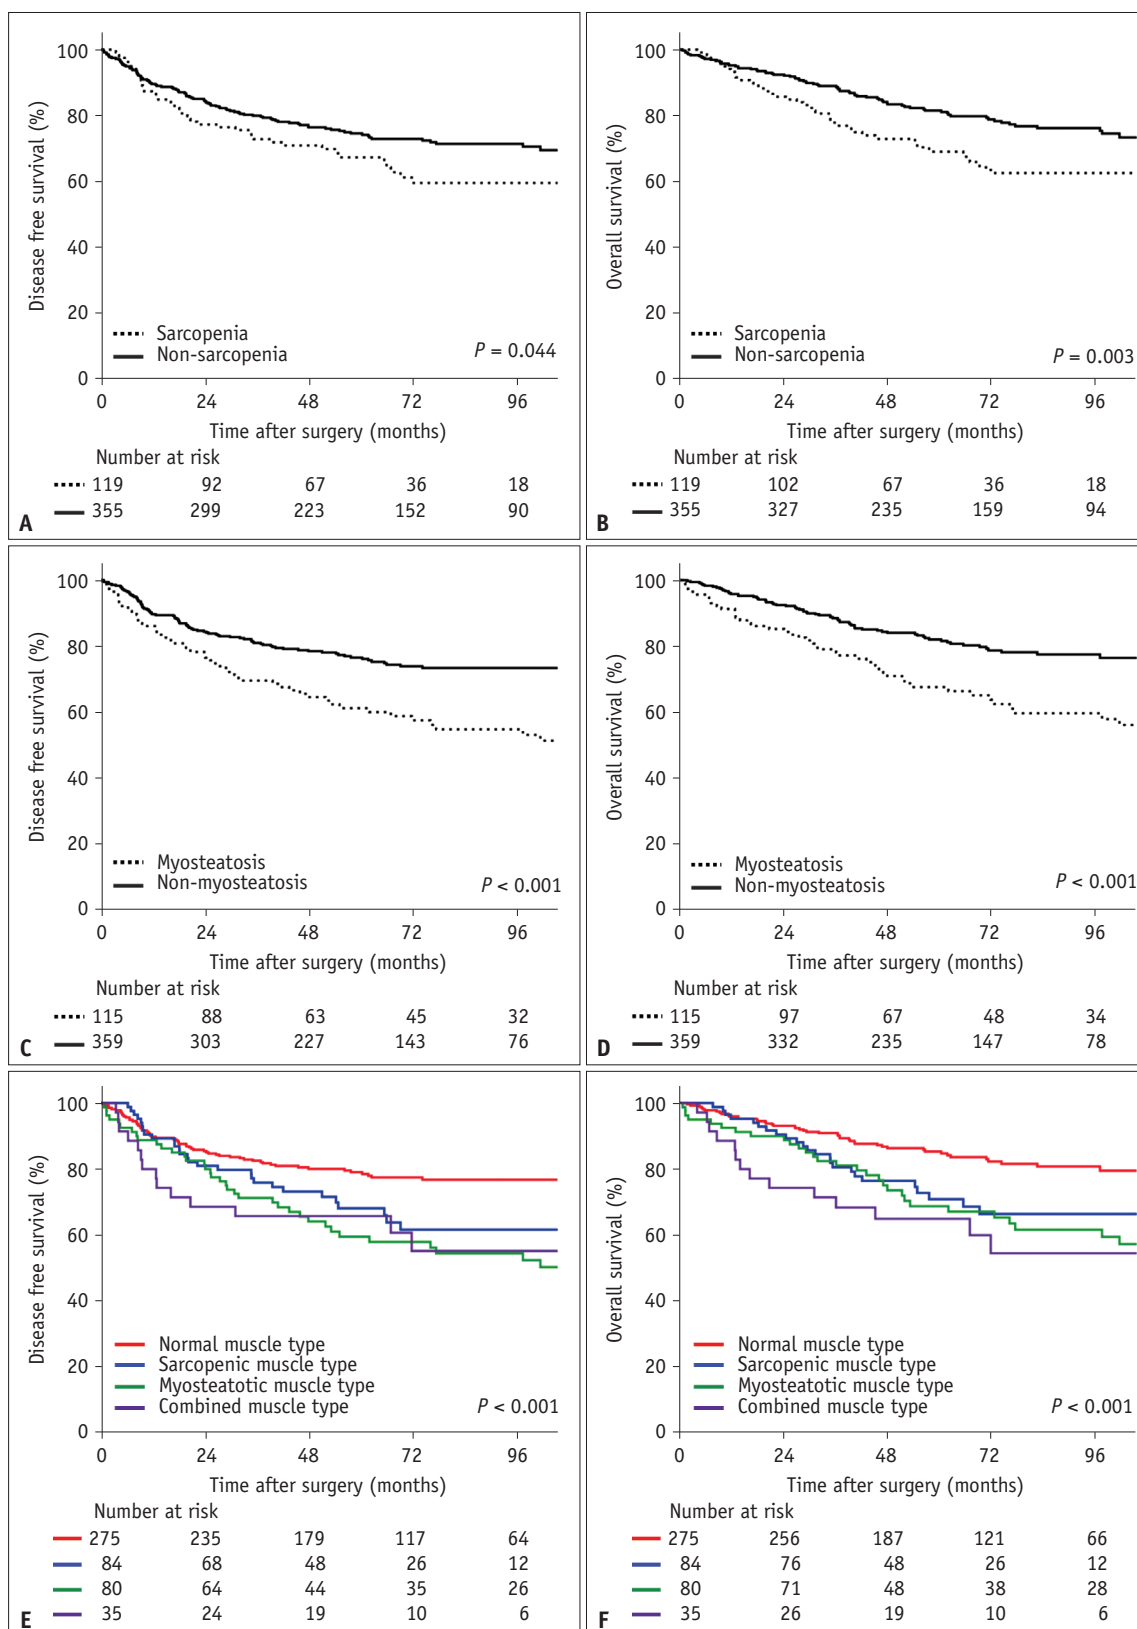 100
80
60
40
20
0
Disease free survival (%)
Sarcopenia
Non-sarcopenia
P = 0.044
0 24 48 72 96
Time after surgery (months)
Number at risk
119 92 67 36 18
355 299 223 152 90
A
100
80
60
40
20
0
Overall survival (%)
Sarcopenia
Non-sarcopenia
P = 0.003
0 24 48 72 96
Time after surgery (months)
Number at risk
119 102 67 36 18
355 327 235 159 94
B
100
80
60
40
20
0
Disease free survival (%)
Myosteatosis
Non-myosteatosis
P < 0.001
0 24 48 72 96
Time after surgery (months)
Number at risk
115 88 63 45 32
359 303 227 143 76
C
100
80
60
40
20
0
Overall survival (%)
Myosteatosis
Non-myosteatosis
P < 0.001
0 24 48 72 96
Time after surgery (months)
Number at risk
115 97 67 48 34
359 332 235 147 78
D
100
80
60
40
20
0
Disease free survival (%)
Normal muscle type
Sarcopenic muscle type
Myosteatotic muscle type
Combined muscle type
P < 0.001
0 24 48 72 96
Time after surgery (months)
Number at risk
275 235 179 117 64
84 68 48 26 12
80 64 44 35 26
35 24 19 10 6
E
100
80
60
40
20
0
Overall survival (%)
Normal muscle type
Sarcopenic muscle type
Myosteatotic muscle type
Combined muscle type
P < 0.001
0 24 48 72 96
Time after surgery (months)
Number at risk
275 256 187 121 66
84 76 48 26 12
80 71 48 38 28
35 26 19 10 6
F